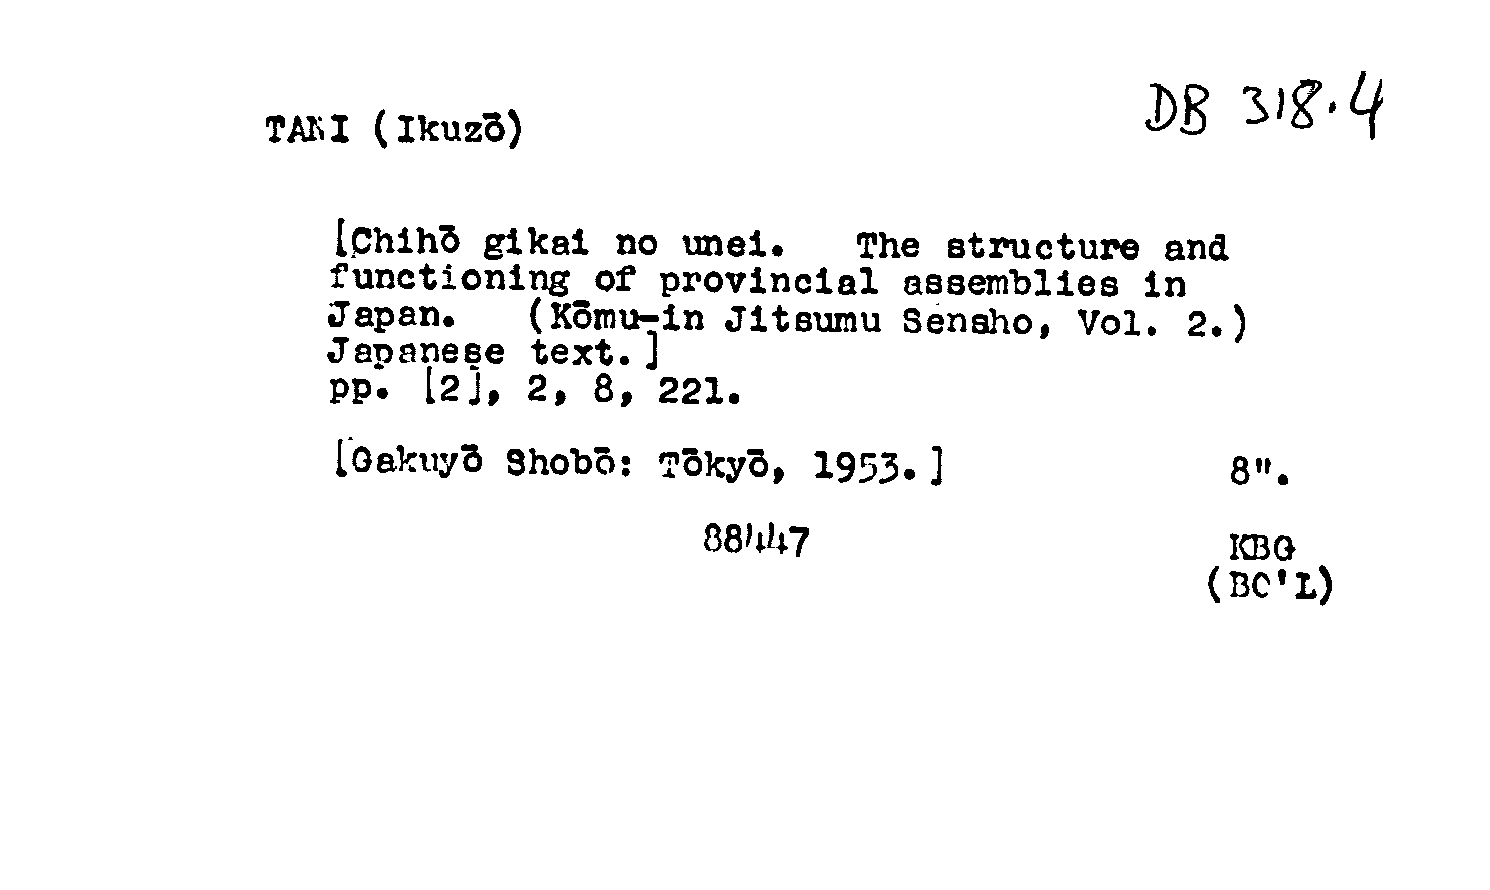 DB 318.4
TANI (Ikuzō)
[Chihō gikai no unei. The structure and
functioning of provincial assemblies in
Japan. (Kōmu-in Jitsumu Sensho, Vol. 2.)
Japanese text.]
pp. [2], 2, 8, 221.
[Gakuyō Shobō: Tōkyō, 1953.] 8".
88447
KBG
(BC'L)